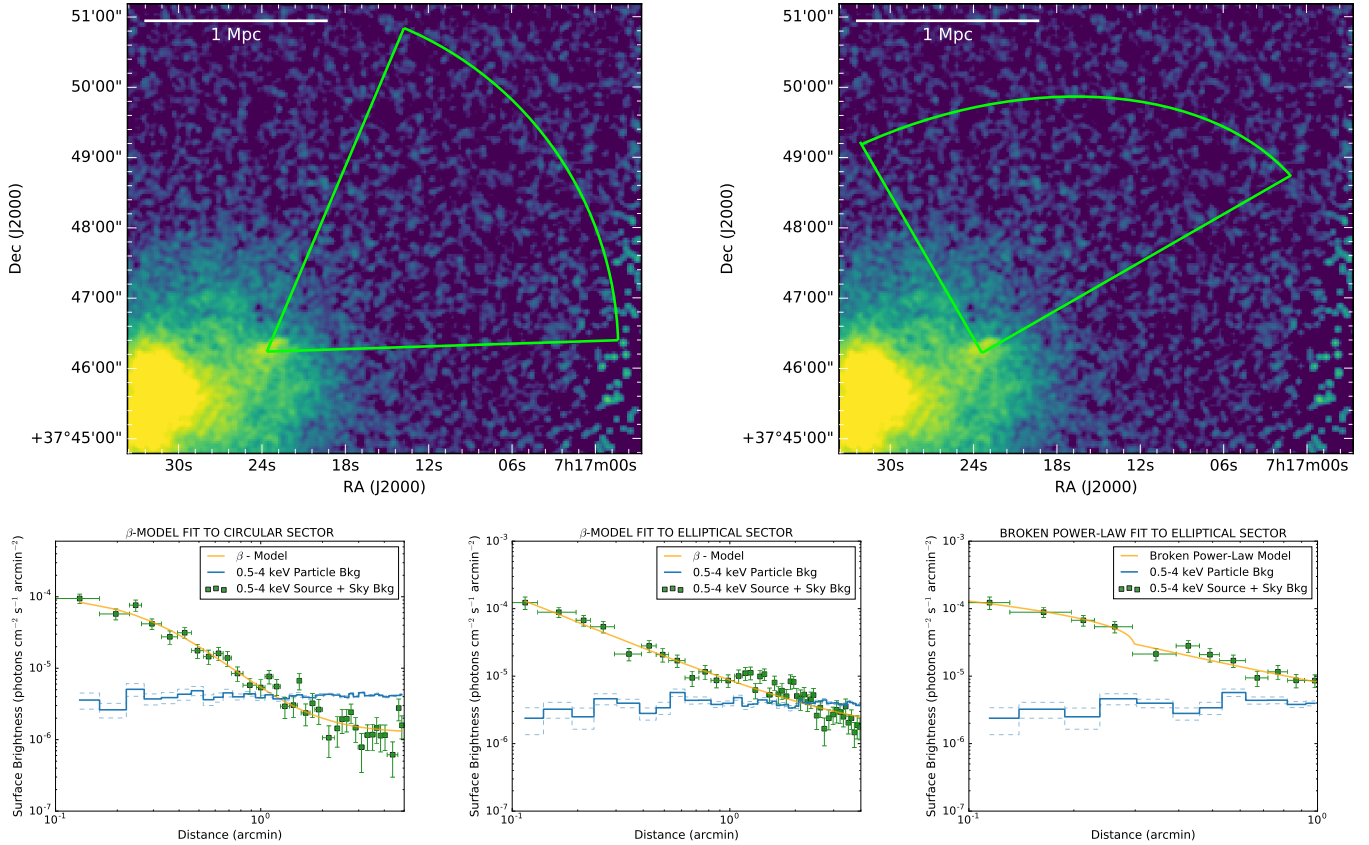 51'00"
50'00"
49'00"
48'00"
47'00"
46'00"
+37°45'00"
Dec (J2000)
1 Mpc
30s 24s 18s 12s 06s 7h17m00s
RA (J2000)
51'00"
50'00"
49'00"
48'00"
47'00"
46'00"
+37°45'00"
Dec (J2000)
1 Mpc
30s 24s 18s 12s 06s 7h17m00s
RA (J2000)
β-MODEL FIT TO CIRCULAR SECTOR
β - Model
0.5-4 keV Particle Bkg
0.5-4 keV Source + Sky Bkg
10⁻⁴
10⁻⁵
10⁻⁶
10⁻⁷
Surface Brightness (photons cm⁻² s⁻¹ arcmin⁻²)
10⁻¹ 10⁰
Distance (arcmin)
β-MODEL FIT TO ELLIPTICAL SECTOR
β - Model
0.5-4 keV Particle Bkg
0.5-4 keV Source + Sky Bkg
10⁻³
10⁻⁴
10⁻⁵
10⁻⁶
10⁻⁷
Surface Brightness (photons cm⁻² s⁻¹ arcmin⁻²)
10⁻¹ 10⁰
Distance (arcmin)
BROKEN POWER-LAW FIT TO ELLIPTICAL SECTOR
Broken Power-Law Model
0.5-4 keV Particle Bkg
0.5-4 keV Source + Sky Bkg
10⁻³
10⁻⁴
10⁻⁵
10⁻⁶
10⁻⁷
Surface Brightness (photons cm⁻² s⁻¹ arcmin⁻²)
10⁻¹ 10⁰
Distance (arcmin)